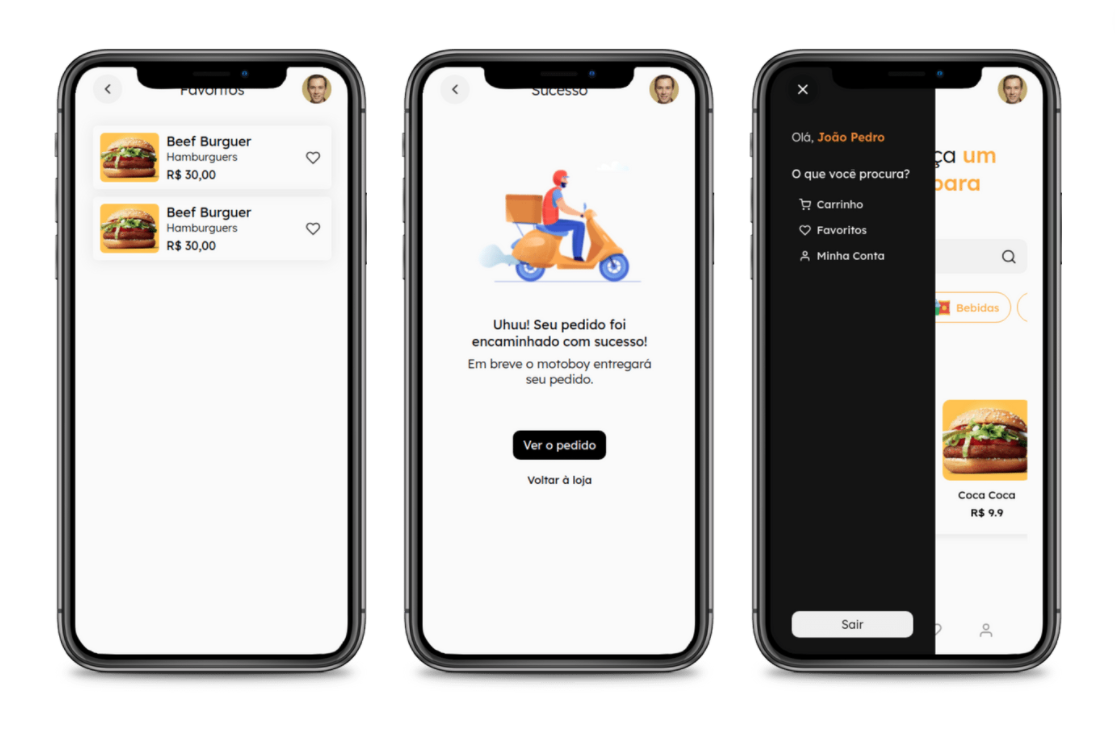 Favoritos
Beef Burguer
Hamburguers
R$ 30,00
Beef Burguer
Hamburguers
R$ 30,00
Sucesso
Uhuu! Seu pedido foi
encaminhado com sucesso!
Em breve o motoboy entregará
seu pedido.
Ver o pedido
Voltar à loja
Olá, João Pedro
O que você procura?
Carrinho
Favoritos
Minha Conta
Sair
ça um
para
Bebidas
Coca Coca
R$ 9.9